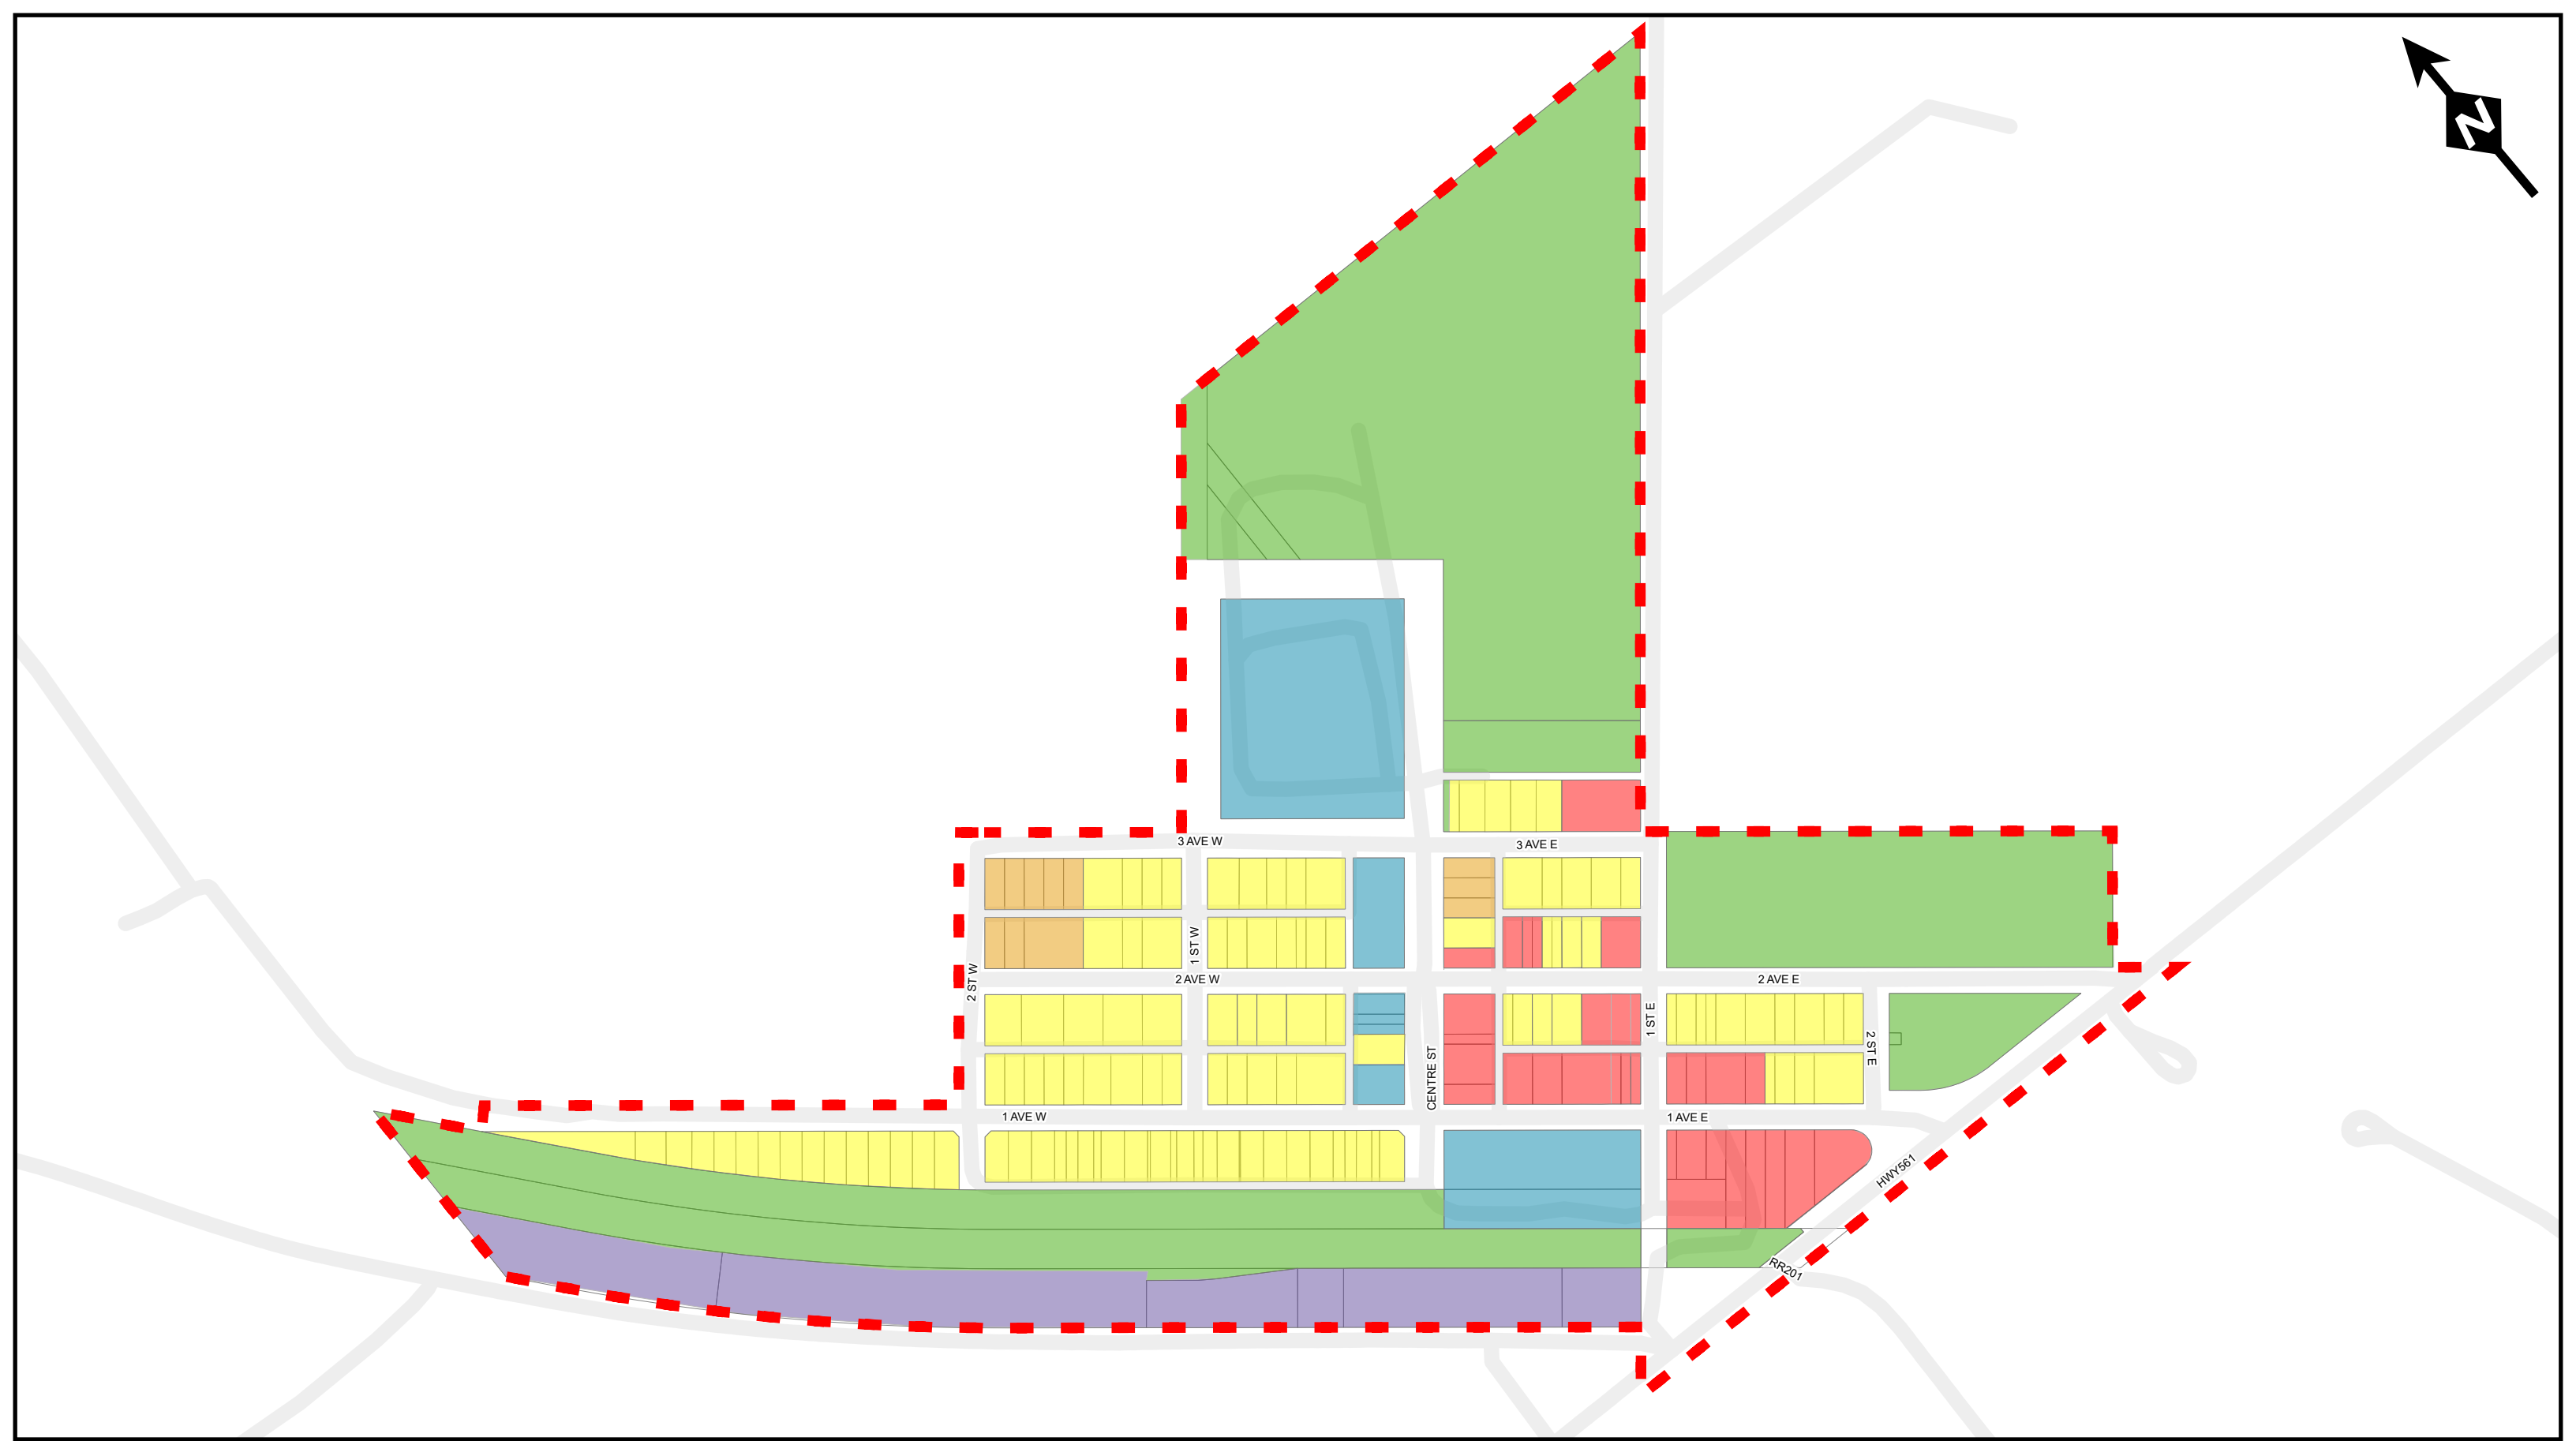 N
3 AVE W
3 AVE E
1 ST W
2 ST W
2 AVE W
2 AVE E
1 ST E
2 ST E
CENTRE ST
1 AVE W
1 AVE E
HWY561
RR201